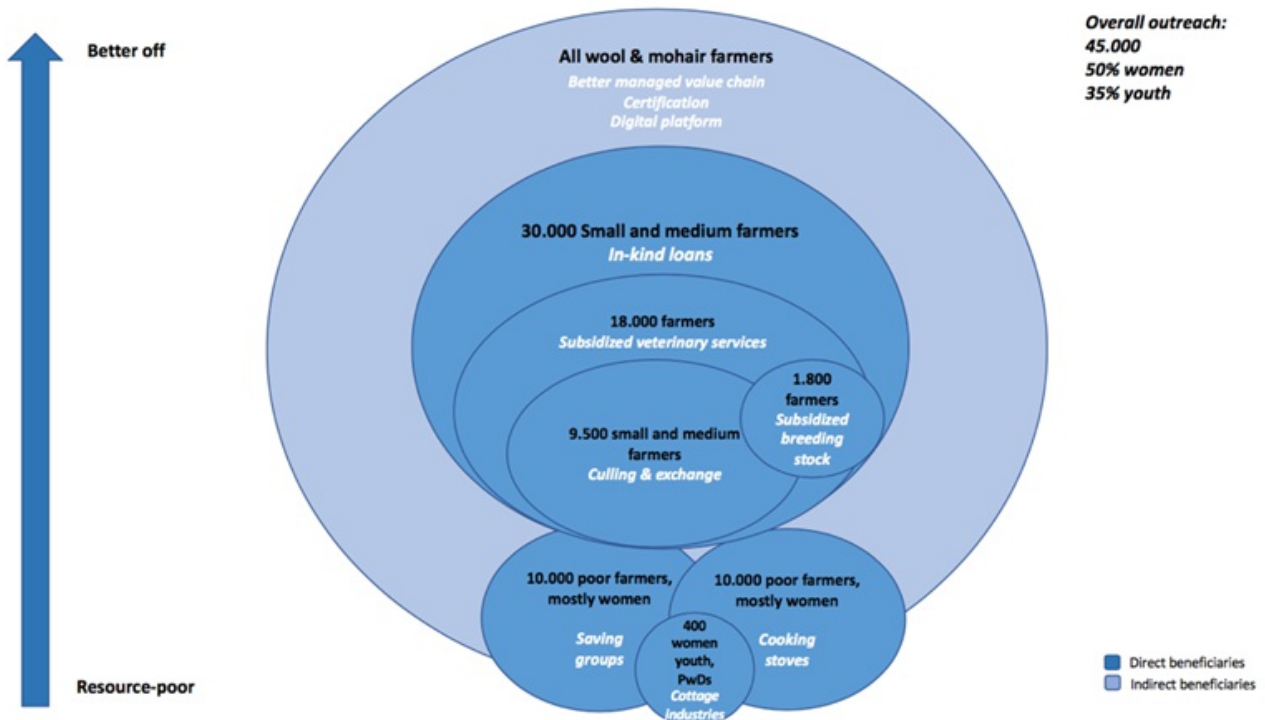 Better off
Overall outreach:
45.000
50% women
35% youth
All wool & mohair farmers
Better managed value chain
Certification
Digital platform
30.000 Small and medium farmers
In-kind loans
18.000 farmers
Subsidized veterinary services
1.800
farmers
Subsidized
breeding
stock
9.500 small and medium
farmers
Culling & exchange
10.000 poor farmers,
mostly women
Saving
groups
10.000 poor farmers,
mostly women
Cooking
stoves
400
women
youth,
PwDs
Cottage
industries
Resource-poor
Direct beneficiaries
Indirect beneficiaries